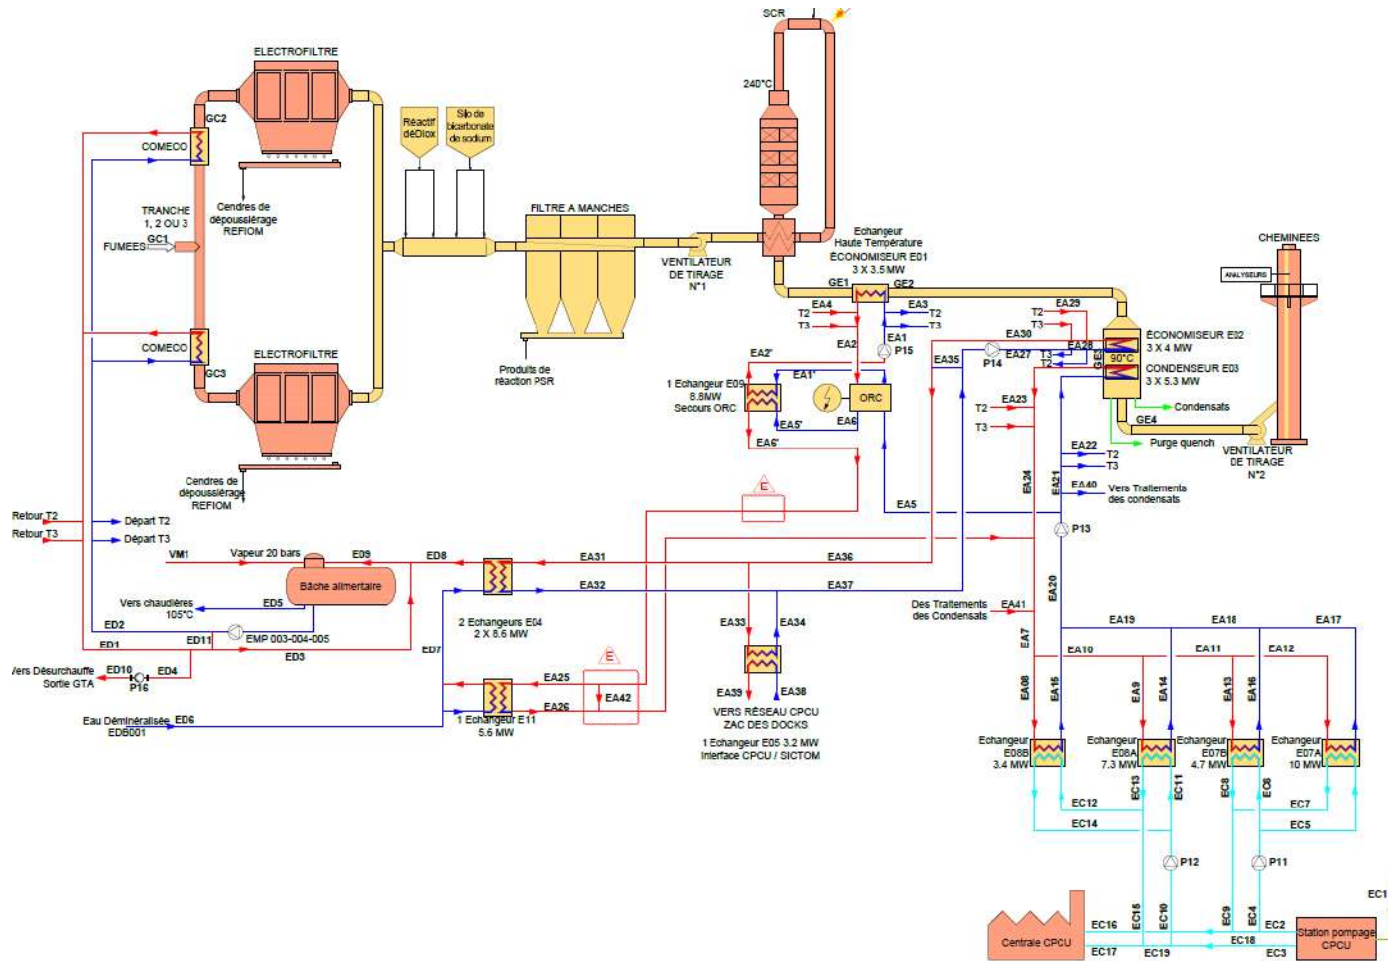 SCR
ELECTROFILTRE
240°C
GC2
COMECO
Réactif
déDiox
Silo de
bicarbonate
de sodium
Cendres de
dépoussiérage
REFIOM
TRANCHE
1, 2 OU 3
GC1
FUMEES
FILTRE A MANCHES
VENTILATEUR
DE TIRAGE
N°1
Echangeur
Haute Température
ÉCONOMISEUR E01
3 X 3.5 MW
GE1
GE2
CHEMINEES
ANALYSEURS
EA4
T2
T3
EA3
T2
T3
EA1
EA2
P15
EA29
T2
T3
EA30
EA28
EA27
T3
T2
EA35
P14
GE3
90°C
ÉCONOMISEUR E02
3 X 4 MW
CONDENSEUR E03
3 X 5.3 MW
COMECO
GC3
ELECTROFILTRE
Produits de
réaction PSR
EA2'
EA1'
1 Echangeur E09
8.8MW
Secours ORC
ORC
EA5'
EA6
EA6'
EA23
T2
T3
Condensats
GE4
Purge quench
VENTILATEUR
DE TIRAGE
N°2
EA22
T2
T3
EA24
EA21
EA40
Vers Traitements
des condensats
Cendres de
dépoussiérage
REFIOM
E
EA5
P13
Retour T2
Retour T3
Départ T2
Départ T3
VM1
Vapeur 20 bars
E09
ED8
EA31
EA36
Bâche alimentaire
EA32
EA37
EA20
Vers chaudières
105°C
ED5
ED2
ED11
EMP 003-004-005
ED1
ED3
2 Echangeurs E04
2 X 8.6 MW
Des Traitements
des Condensats
EA41
EA33
EA34
ED7
EA7
EA19
EA18
EA17
EA10
EA11
EA12
Vers Désurchauffe
Sortie GTA
ED10
ED4
P16
E
EA25
EA42
EA26
EA39
EA38
EA08
EA15
EA9
EA14
EA13
EA16
Eau Déminéralisée
EDB001
ED6
1 Echangeur E11
5.6 MW
VERS RÉSEAU CPCU
ZAC DES DOCKS
1 Echangeur E05 3.2 MW
Interface CPCU / SICTOM
Echangeur
E08B
3.4 MW
Echangeur
E08A
7.3 MW
Echangeur
E07B
4.7 MW
Echangeur
E07A
10 MW
EC13
EC11
EC8
EC6
EC12
EC7
EC14
EC5
P12
P11
EC15
EC10
EC9
EC4
EC1
Centrale CPCU
EC16
EC17
EC19
EC18
EC2
EC3
Station pompage
CPCU